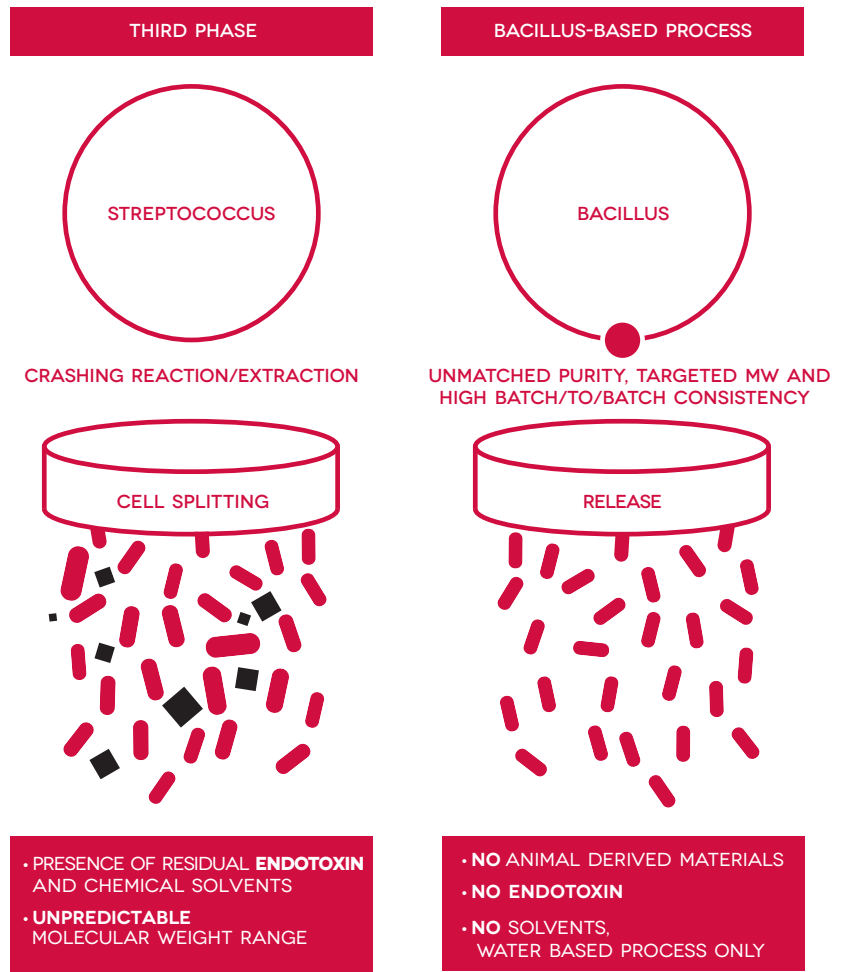 THIRD PHASE
STREPTOCOCCUS
CRASHING REACTION/EXTRACTION
CELL SPLITTING
• PRESENCE OF RESIDUAL ENDOTOXIN
AND CHEMICAL SOLVENTS
• UNPREDICTABLE
MOLECULAR WEIGHT RANGE
BACILLUS-BASED PROCESS
BACILLUS
UNMATCHED PURITY, TARGETED MW AND
HIGH BATCH/TO/BATCH CONSISTENCY
RELEASE
• NO ANIMAL DERIVED MATERIALS
• NO ENDOTOXIN
• NO SOLVENTS,
WATER BASED PROCESS ONLY